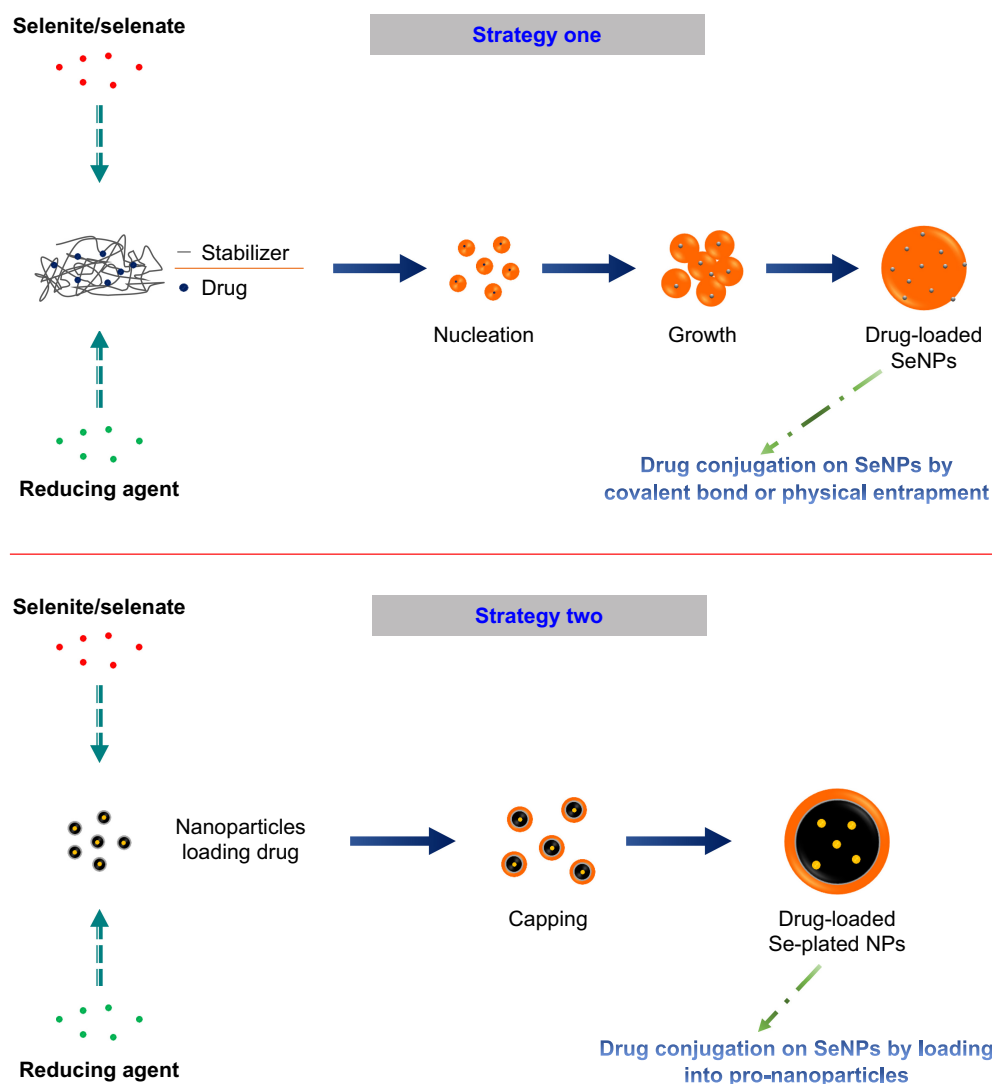 Selenite/selenate
Strategy one
Stabilizer
Drug
Nucleation
Growth
Drug-loaded
SeNPs
Drug conjugation on SeNPs by
covalent bond or physical entrapment
Reducing agent
Selenite/selenate
Strategy two
Nanoparticles
loading drug
Capping
Drug-loaded
Se-plated NPs
Drug conjugation on SeNPs by loading
into pro-nanoparticles
Reducing agent